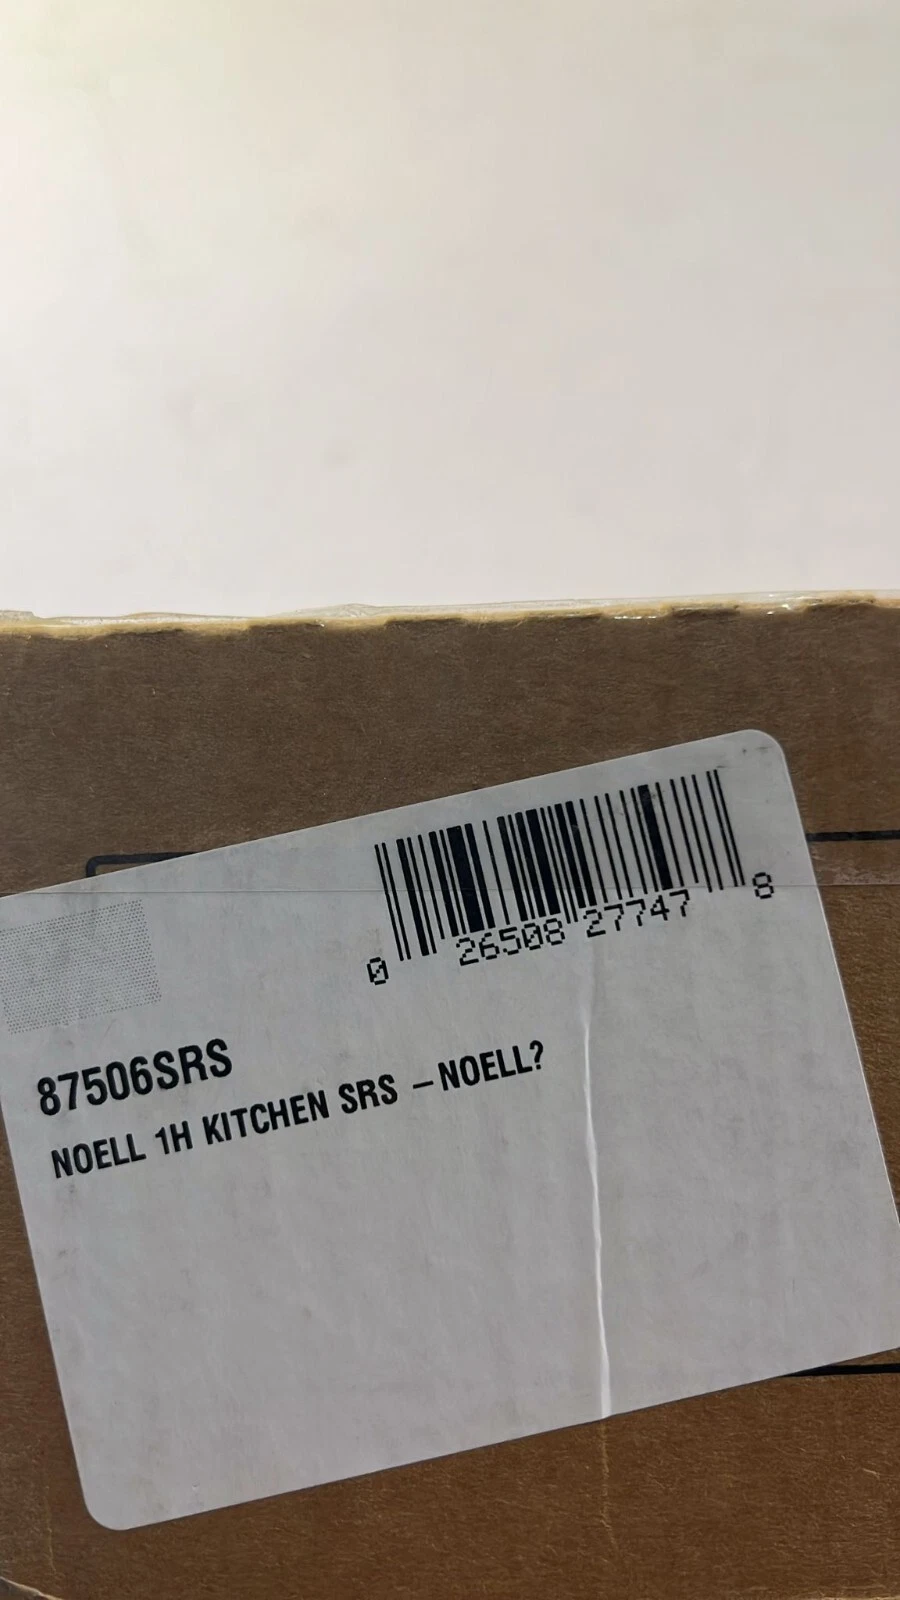 0 26508 27747 8
87506SRS
NOELL 1H KITCHEN SRS – NOELL?